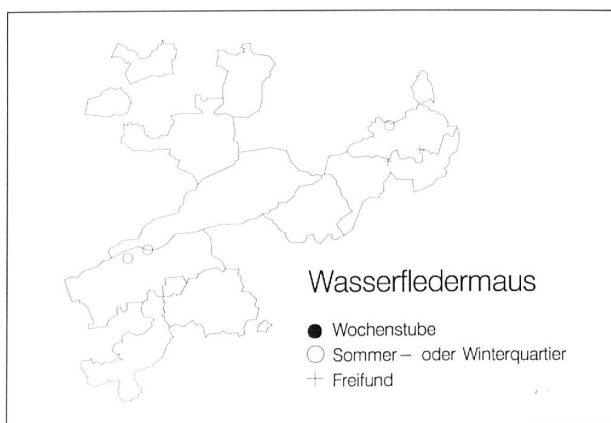 Wasserfledermaus
Wochenstube
Sommer – oder Winterquartier
Freifund